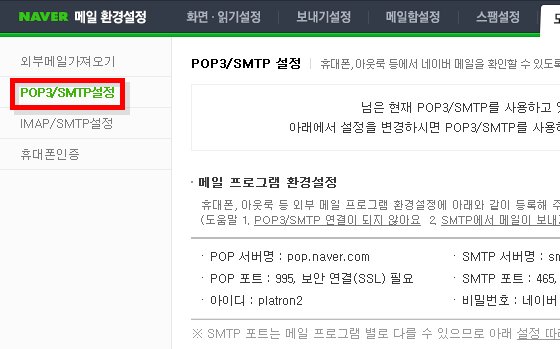 NAVER 메일 환경설정 화면 · 읽기설정 보내기설정 메일함설정 스팸설정
외부메일가져오기
POP3/SMTP설정
IMAP/SMTP설정
휴대폰인증
POP3/SMTP 설정 휴대폰, 아웃룩 등에서 네이버 메일을 확인할 수 있도록
님은 현재 POP3/SMTP를 사용하고
아래에서 설정을 변경하시면 POP3/SMTP를 사용하
· 메일 프로그램 환경설정
휴대폰, 아웃룩 등 외부 메일 프로그램 환경설정에 아래와 같이 등록해 주
(도움말 1. POP3/SMTP 연결이 되지 않아요 2. SMTP에서 메일이 보내지
· POP 서버명 : pop.naver.com · SMTP 서버명 : sm
· POP 포트 : 995, 보안 연결(SSL) 필요 · SMTP 포트 : 465,
· 아이디 : platron2 · 비밀번호 : 네이버
※ SMTP 포트는 메일 프로그램 별로 다를 수 있으므로 아래 설정 따라